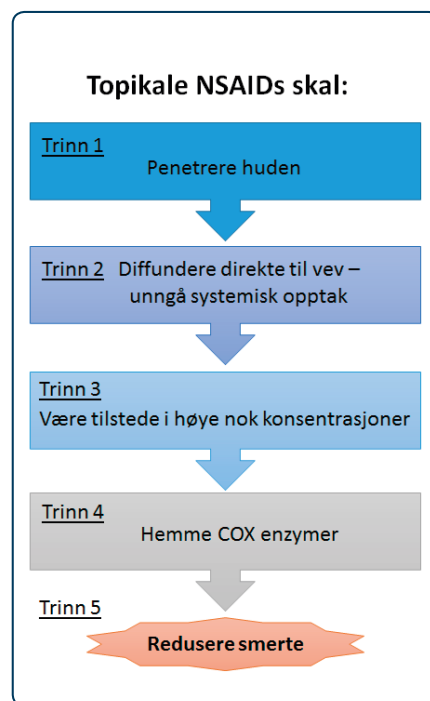 Topikale NSAIDs skal:
Trinn 1
Penetrere huden
Trinn 2 Diffundere direkte til vev –
unngå systemisk opptak
Trinn 3
Være tilstede i høye nok konsentrasjoner
Trinn 4
Hemme COX enzymer
Trinn 5
Redusere smerte